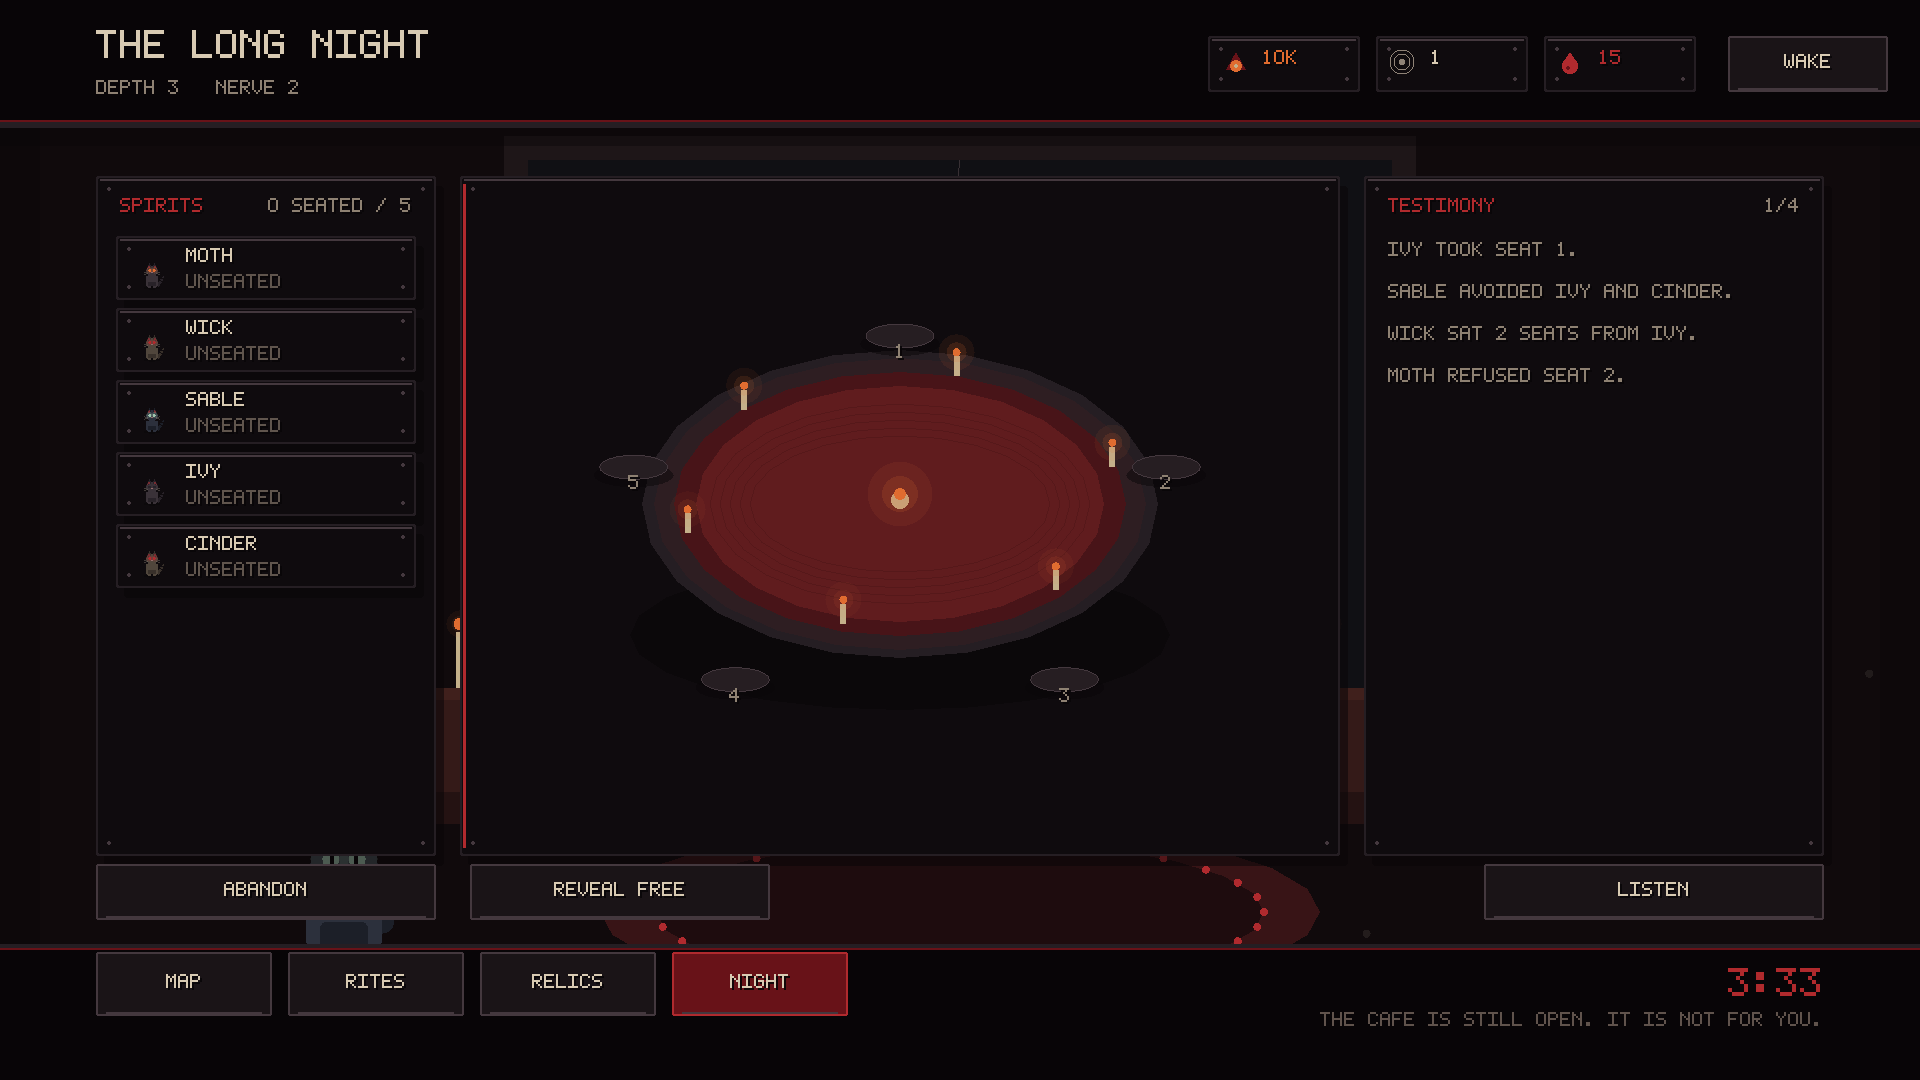 THE LONG NIGHT
DEPTH 3 NERVE 2
10K
1
15
WAKE
SPIRITS 0 SEATED / 5
MOTH
UNSEATED
WICK
UNSEATED
SABLE
UNSEATED
IVY
UNSEATED
CINDER
UNSEATED
1
5
2
4
3
TESTIMONY 1/4
IVY TOOK SEAT 1.
SABLE AVOIDED IVY AND CINDER.
WICK SAT 2 SEATS FROM IVY.
MOTH REFUSED SEAT 2.
ABANDON
REVEAL FREE
LISTEN
MAP
RITES
RELICS
NIGHT
3:33
THE CAFE IS STILL OPEN. IT IS NOT FOR YOU.